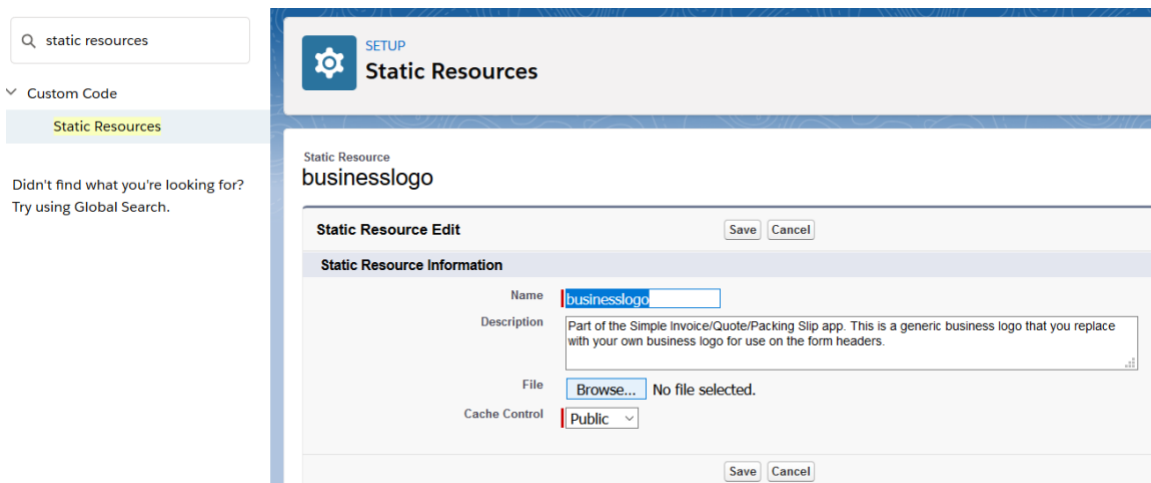 static resources
Custom Code
Static Resources
Didn't find what you're looking for?
Try using Global Search.
SETUP
Static Resources
Static Resource
businesslogo
Static Resource Edit
Save Cancel
Static Resource Information
Name businesslogo
Description Part of the Simple Invoice/Quote/Packing Slip app. This is a generic business logo that you replace
with your own business logo for use on the form headers.
File Browse... No file selected.
Cache Control Public
Save Cancel